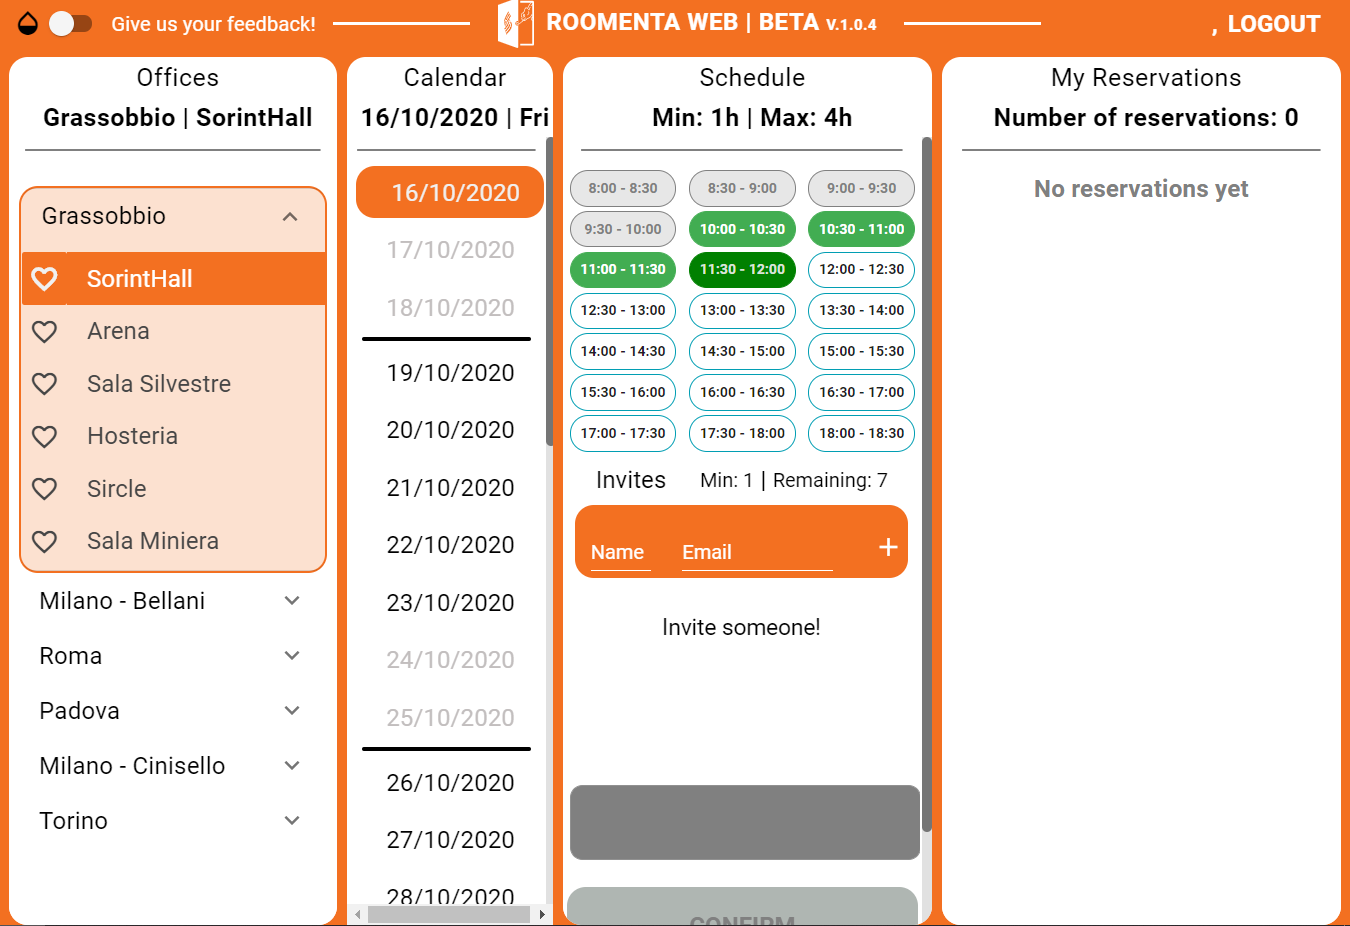 Give us your feedback!
ROOMENTA WEB | BETA V.1.0.4
, LOGOUT
Offices
Grassobbio | SorintHall
Grassobbio
SorintHall
Arena
Sala Silvestre
Hosteria
Sircle
Sala Miniera
Milano - Bellani
Roma
Padova
Milano - Cinisello
Torino
Calendar
16/10/2020 | Fri
16/10/2020
17/10/2020
18/10/2020
19/10/2020
20/10/2020
21/10/2020
22/10/2020
23/10/2020
24/10/2020
25/10/2020
26/10/2020
27/10/2020
28/10/2020
Schedule
Min: 1h | Max: 4h
8:00 - 8:30 8:30 - 9:00 9:00 - 9:30
9:30 - 10:00 10:00 - 10:30 10:30 - 11:00
11:00 - 11:30 11:30 - 12:00 12:00 - 12:30
12:30 - 13:00 13:00 - 13:30 13:30 - 14:00
14:00 - 14:30 14:30 - 15:00 15:00 - 15:30
15:30 - 16:00 16:00 - 16:30 16:30 - 17:00
17:00 - 17:30 17:30 - 18:00 18:00 - 18:30
Invites Min: 1 | Remaining: 7
Name Email +
Invite someone!
CONFIRM
My Reservations
Number of reservations: 0
No reservations yet